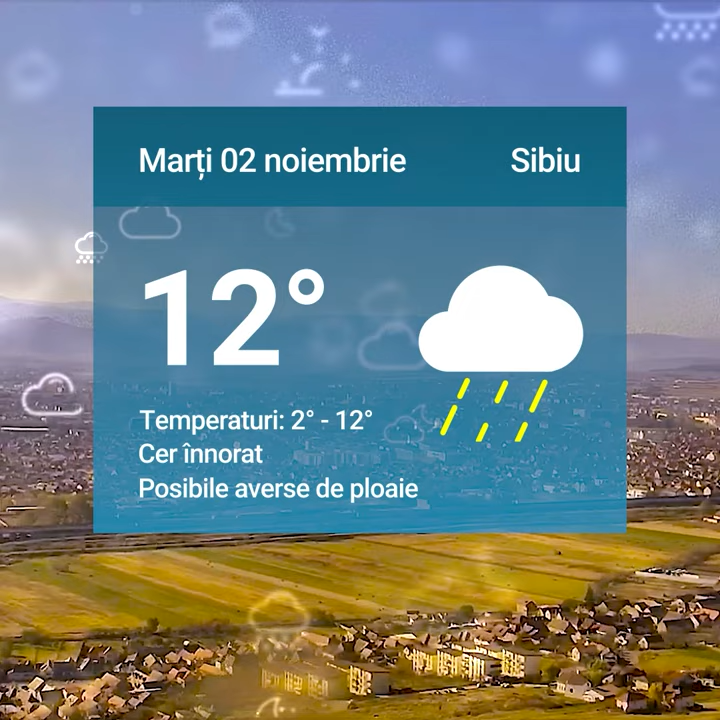 Marți 02 noiembrie Sibiu
12°
Temperaturi: 2° - 12°
Cer înnorat
Posibile averse de ploaie